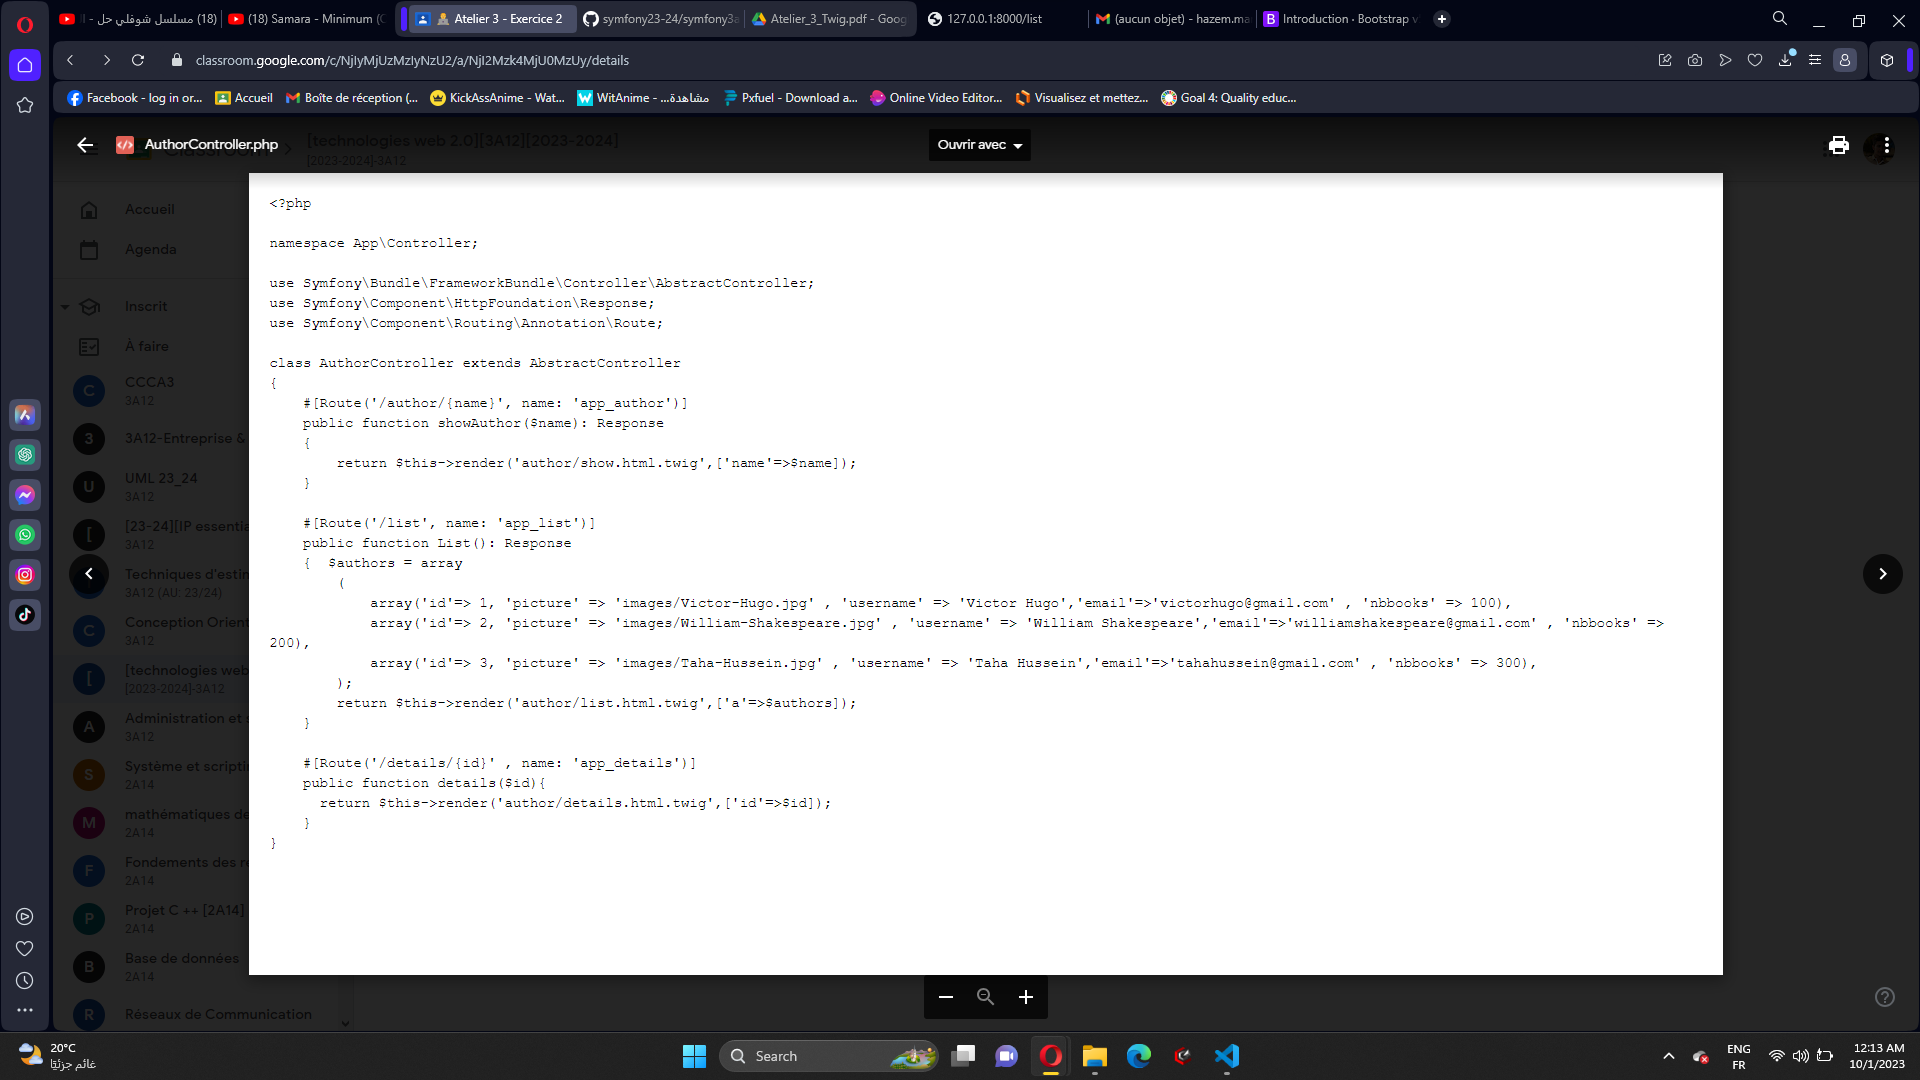 (18) مسلسل شوفلي حل - ا
(18) Samara - Minimum (C
Atelier 3 - Exercice 2
symfony23-24/symfony3a
Atelier_3_Twig.pdf - Goog
127.0.0.1:8000/list
(aucun objet) - hazem.ma
Introduction · Bootstrap v
classroom.google.com/c/NjIyMjUzMzIyNzU2/a/NjI2Mzk4MjU0MzUy/details
Facebook - log in or...
Accueil
Boîte de réception (...
KickAssAnime - Wat...
WitAnime - ...مشاهدة
Pxfuel - Download a...
Online Video Editor...
Visualisez et mettez...
Goal 4: Quality educ...
AuthorController.php
[technologies web 2.0][3A12][2023-2024]
[2023-2024]-3A12
Ouvrir avec
Accueil
Agenda
Inscrit
À faire
C CCCA3
3A12
3 3A12-Entreprise &
U UML 23_24
3A12
[ [23-24][IP essentia
3A12
Techniques d'estin
3A12 (AU: 23/24)
C Conception Orient
3A12
[ [technologies web
[2023-2024]-3A12
A Administration et s
3A12
S Système et scripti
2A14
M mathématiques de
2A14
F Fondements des re
2A14
P Projet C ++ [2A14]
2A14
B Base de données
2A14
R Réseaux de Communication
<?php
namespace App\Controller;
use Symfony\Bundle\FrameworkBundle\Controller\AbstractController;
use Symfony\Component\HttpFoundation\Response;
use Symfony\Component\Routing\Annotation\Route;
class AuthorController extends AbstractController
{
#[Route('/author/{name}', name: 'app_author')]
public function showAuthor($name): Response
{
return $this->render('author/show.html.twig',['name'=>$name]);
}
#[Route('/list', name: 'app_list')]
public function List(): Response
{  $authors = array
(
array('id'=> 1, 'picture' => 'images/Victor-Hugo.jpg' , 'username' => 'Victor Hugo','email'=>'victorhugo@gmail.com' , 'nbbooks' => 100),
array('id'=> 2, 'picture' => 'images/William-Shakespeare.jpg' , 'username' => 'William Shakespeare','email'=>'williamshakespeare@gmail.com' , 'nbbooks' =>
200),
array('id'=> 3, 'picture' => 'images/Taha-Hussein.jpg' , 'username' => 'Taha Hussein','email'=>'tahahussein@gmail.com' , 'nbbooks' => 300),
);
return $this->render('author/list.html.twig',['a'=>$authors]);
}
#[Route('/details/{id}' , name: 'app_details')]
public function details($id){
return $this->render('author/details.html.twig',['id'=>$id]);
}
}
20°C
غائم جزئيًا
Search
ENG
FR
12:13 AM
10/1/2023